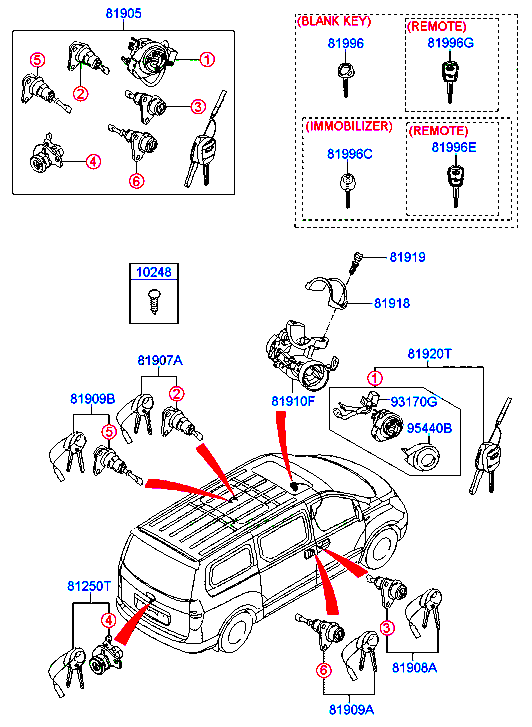 81905
⑤
②
①
③
④
⑥
(BLANK KEY)
81996
(REMOTE)
81996G
(IMMOBILIZER)
81996C
(REMOTE)
81996E
10248
81919
81918
81910F
81907A
②
81909B
⑤
81920T
①
93170G
95440B
81250T
④
③
81908A
⑥
81909A